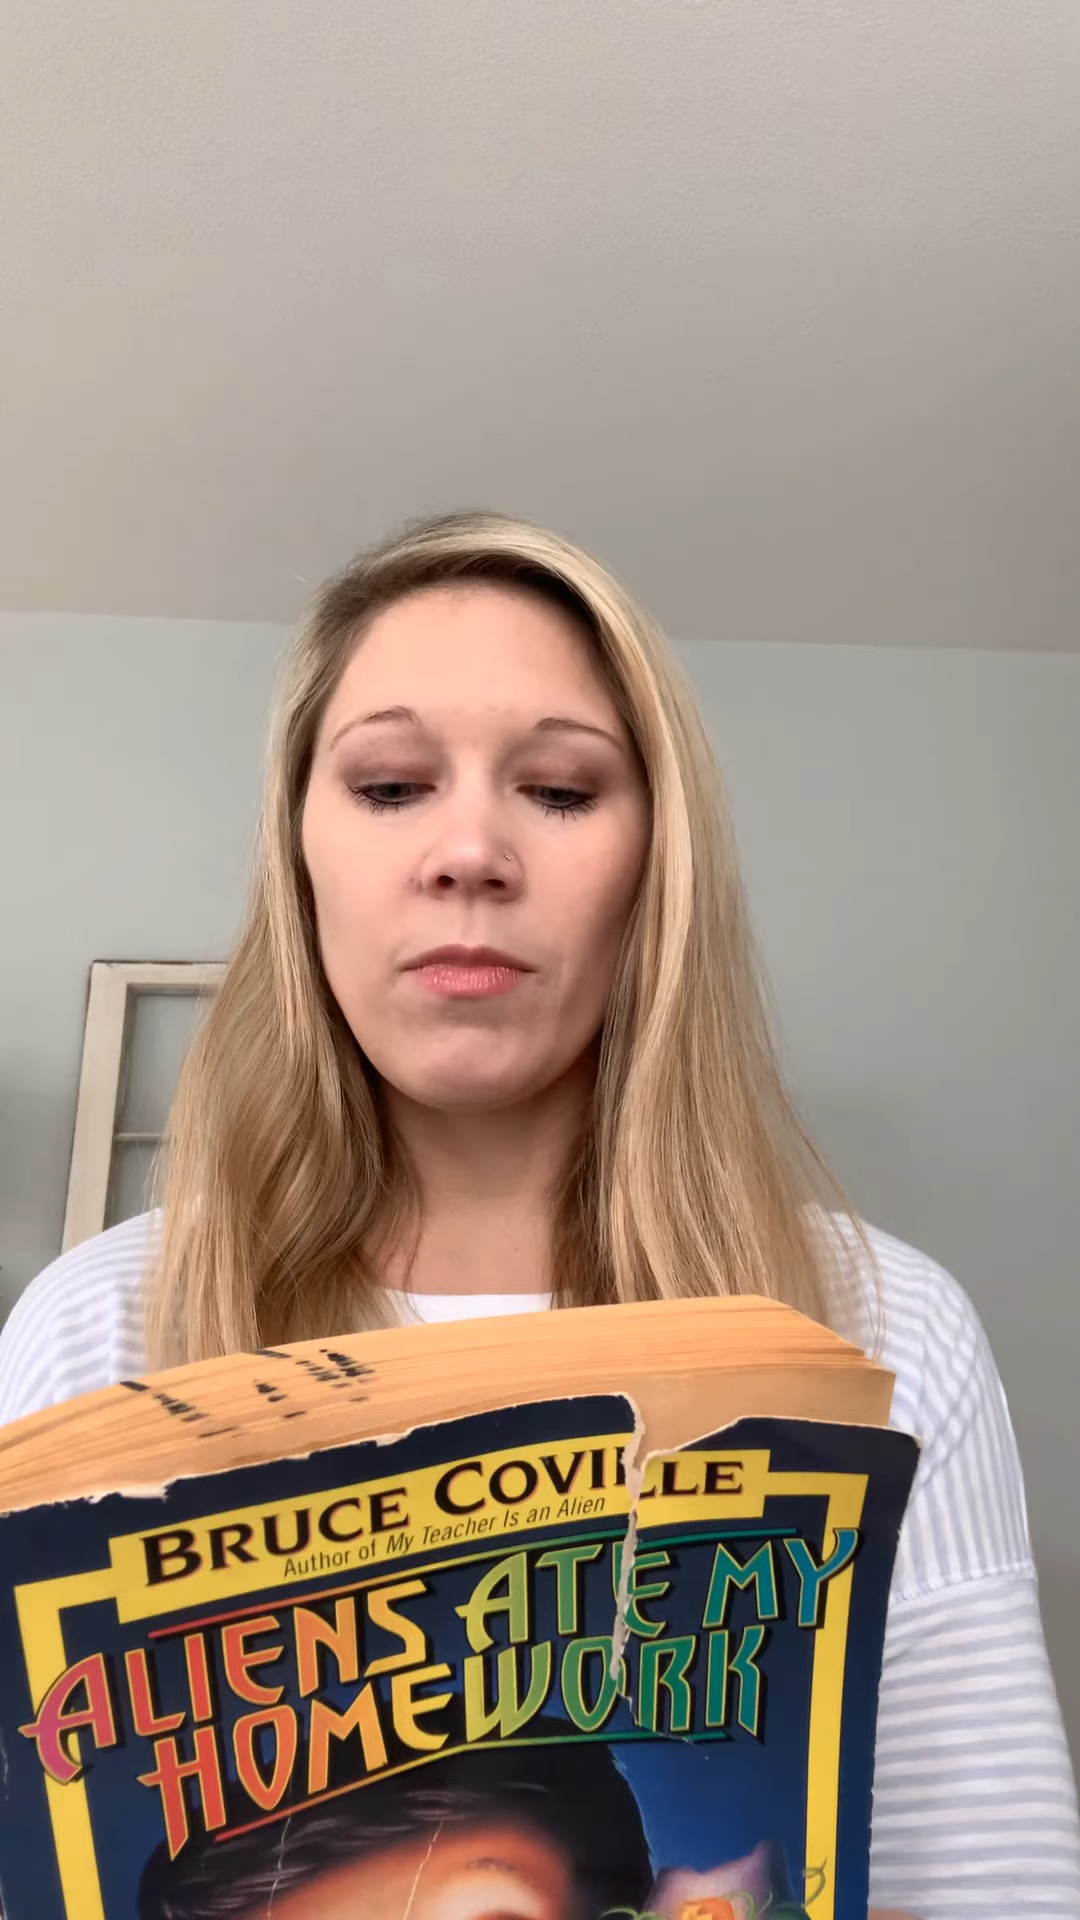 BRUCE COVILLE
Author of My Teacher Is an Alien
ALIENS ATE MY
HOMEWORK